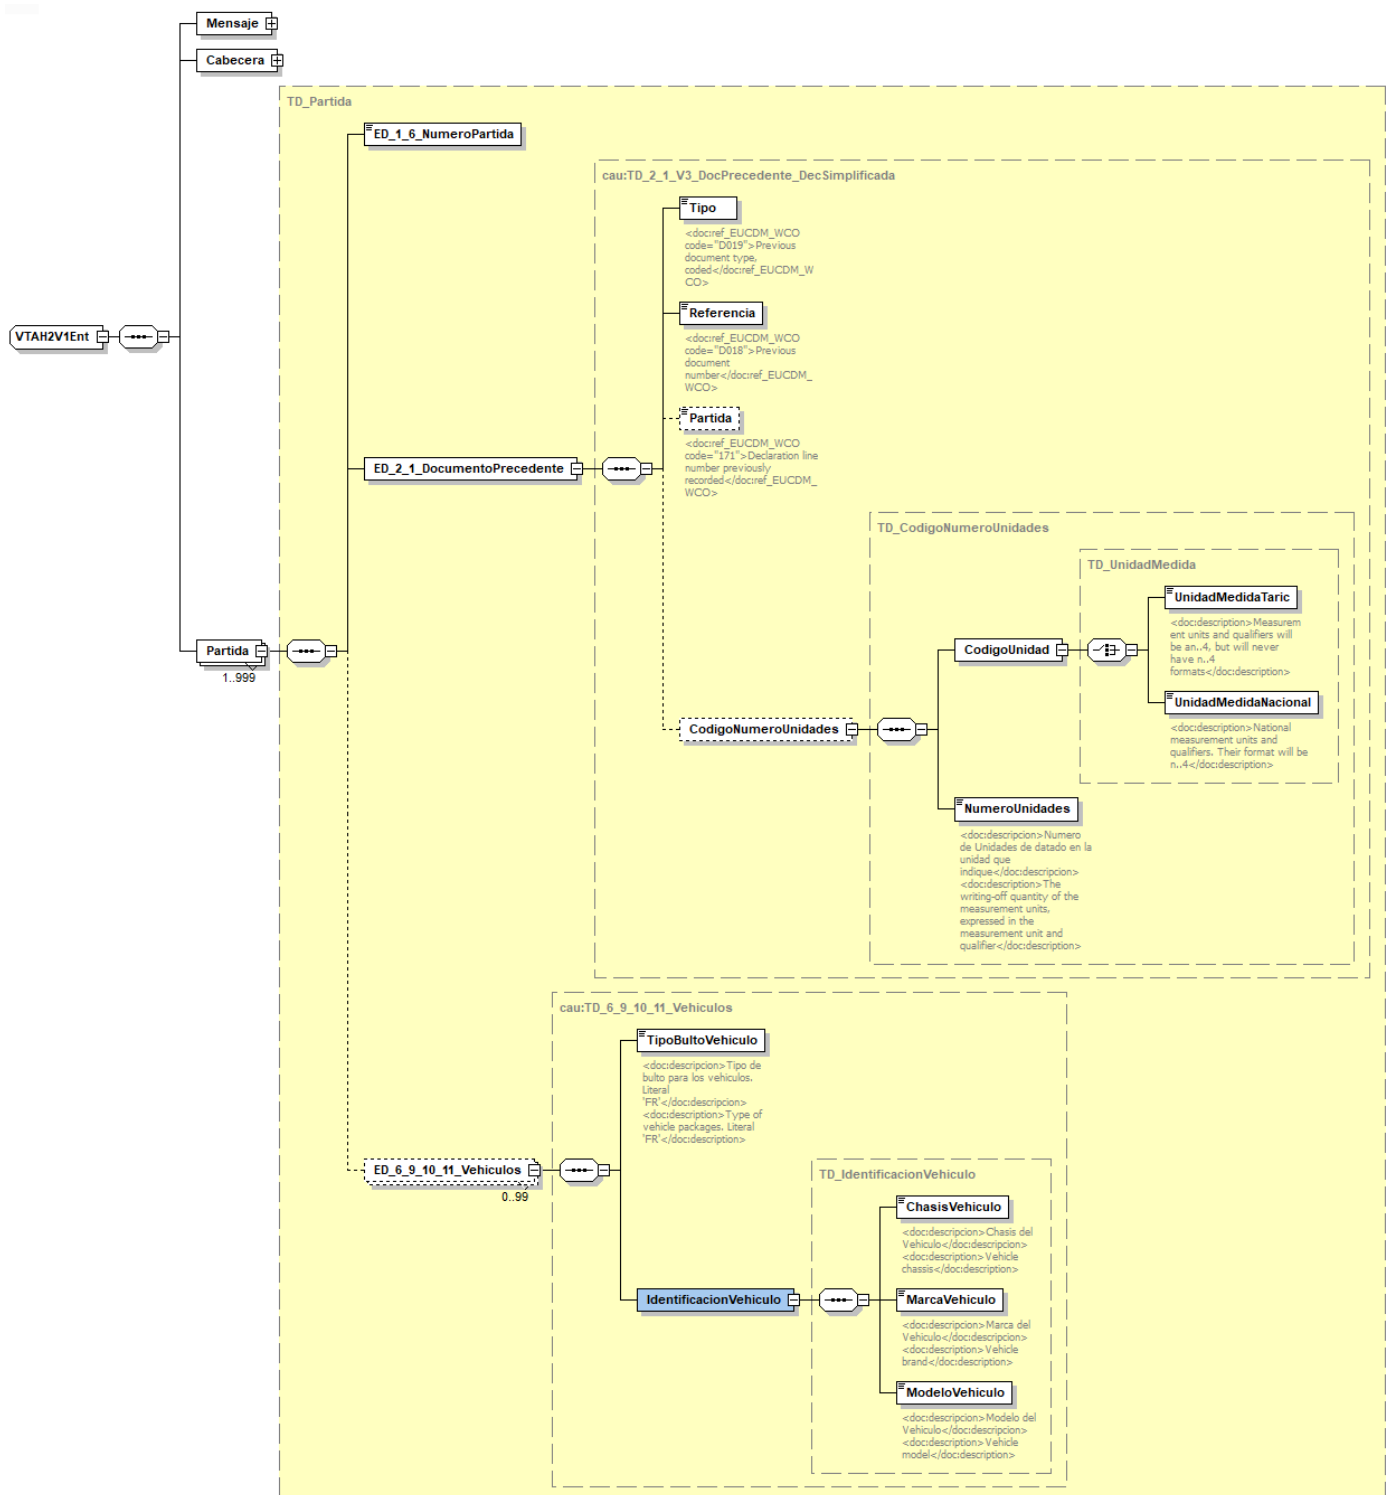 Mensaje
Cabecera
TD_Partida
ED_1_6_NumeroPartida
cau:TD_2_1_V3_DocPrecedente_DecSimplificada
Tipo
<doc:ref_EUCDM_WCO
code="D019">Previous
document type,
coded</doc:ref_EUCDM_W
CO>
Referencia
<doc:ref_EUCDM_WCO
code="D018">Previous
document
number</doc:ref_EUCDM_
WCO>
VTAH2V1Ent
Partida
<doc:ref_EUCDM_WCO
code="171">Declaration line
number previously
recorded</doc:ref_EUCDM_
WCO>
ED_2_1_DocumentoPrecedente
TD_CodigoNumeroUnidades
TD_UnidadMedida
UnidadMedidaTaric
<doc:description>Measurem
ent units and qualifiers will
be an..4, but will never
have n..4
formats</doc:description>
CodigoUnidad
Partida
1..999
UnidadMedidaNacional
<doc:description>National
measurement units and
qualifiers. Their format will be
n..4</doc:description>
CodigoNumeroUnidades
NumeroUnidades
<doc:descripcion>Numero
de Unidades de datado en la
unidad que
indique</doc:descripcion>
<doc:description>The
writing-off quantity of the
measurement units,
expressed in the
measurement unit and
qualifier</doc:description>
cau:TD_6_9_10_11_Vehiculos
TipoBultoVehiculo
<doc:descripcion>Tipo de
bulto para los vehiculos.
Literal
'FR'</doc:descripcion>
<doc:description>Type of
vehicle packages. Literal
'FR'</doc:description>
ED_6_9_10_11_Vehiculos
0..99
TD_IdentificacionVehiculo
ChasisVehiculo
<doc:descripcion>Chasis del
Vehiculo</doc:descripcion>
<doc:description>Vehicle
chassis</doc:description>
IdentificacionVehiculo
MarcaVehiculo
<doc:descripcion>Marca del
Vehiculo</doc:descripcion>
<doc:description>Vehicle
brand</doc:description>
ModeloVehiculo
<doc:descripcion>Modelo del
Vehiculo</doc:descripcion>
<doc:description>Vehicle
model</doc:description>